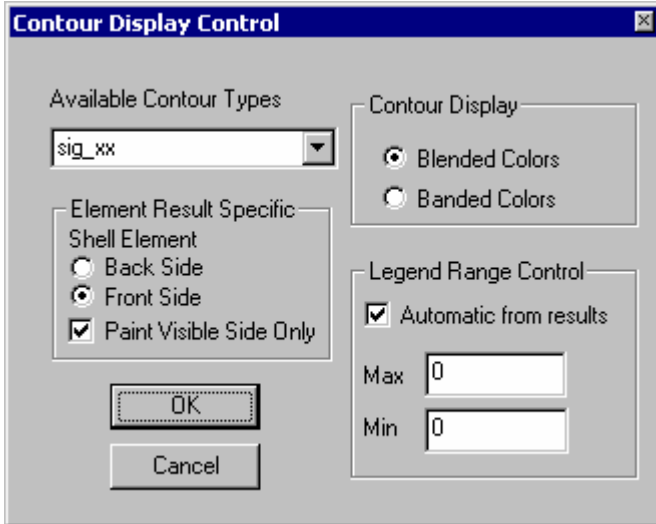 Contour Display Control
Available Contour Types
sig_xx
Element Result Specific
Shell Element
Back Side
Front Side
Paint Visible Side Only
OK
Cancel
Contour Display
Blended Colors
Banded Colors
Legend Range Control
Automatic from results
Max 0
Min 0